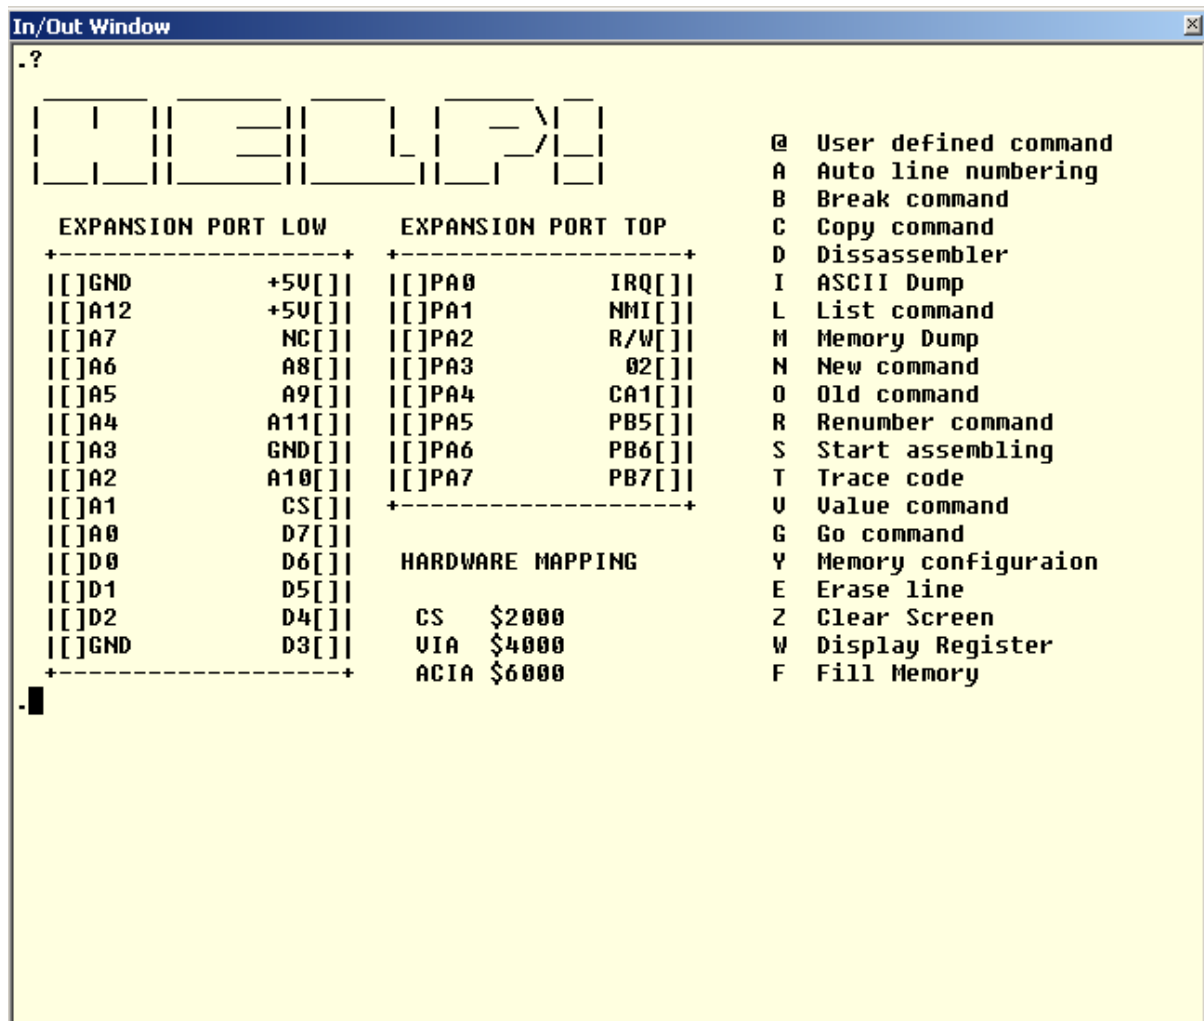 In/Out Window
.?
HELP!
@ User defined command
A Auto line numbering
B Break command
EXPANSION PORT LOW EXPANSION PORT TOP C Copy command
+-------------------+ +-------------------+ D Dissassembler
|[]GND +5V[]| |[]PA0 IRQ[]| I ASCII Dump
|[]A12 +5V[]| |[]PA1 NMI[]| L List command
|[]A7 NC[]| |[]PA2 R/W[]| M Memory Dump
|[]A6 A8[]| |[]PA3 02[]| N New command
|[]A5 A9[]| |[]PA4 CA1[]| O Old command
|[]A4 A11[]| |[]PA5 PB5[]| R Renumber command
|[]A3 GND[]| |[]PA6 PB6[]| S Start assembling
|[]A2 A10[]| |[]PA7 PB7[]| T Trace code
|[]A1 CS[]| +-------------------+ V Value command
|[]A0 D7[]| G Go command
|[]D0 D6[]| HARDWARE MAPPING Y Memory configuraion
|[]D1 D5[]| E Erase line
|[]D2 D4[]| CS $2000 Z Clear Screen
|[]GND D3[]| VIA $4000 W Display Register
+-------------------+ ACIA $6000 F Fill Memory
.